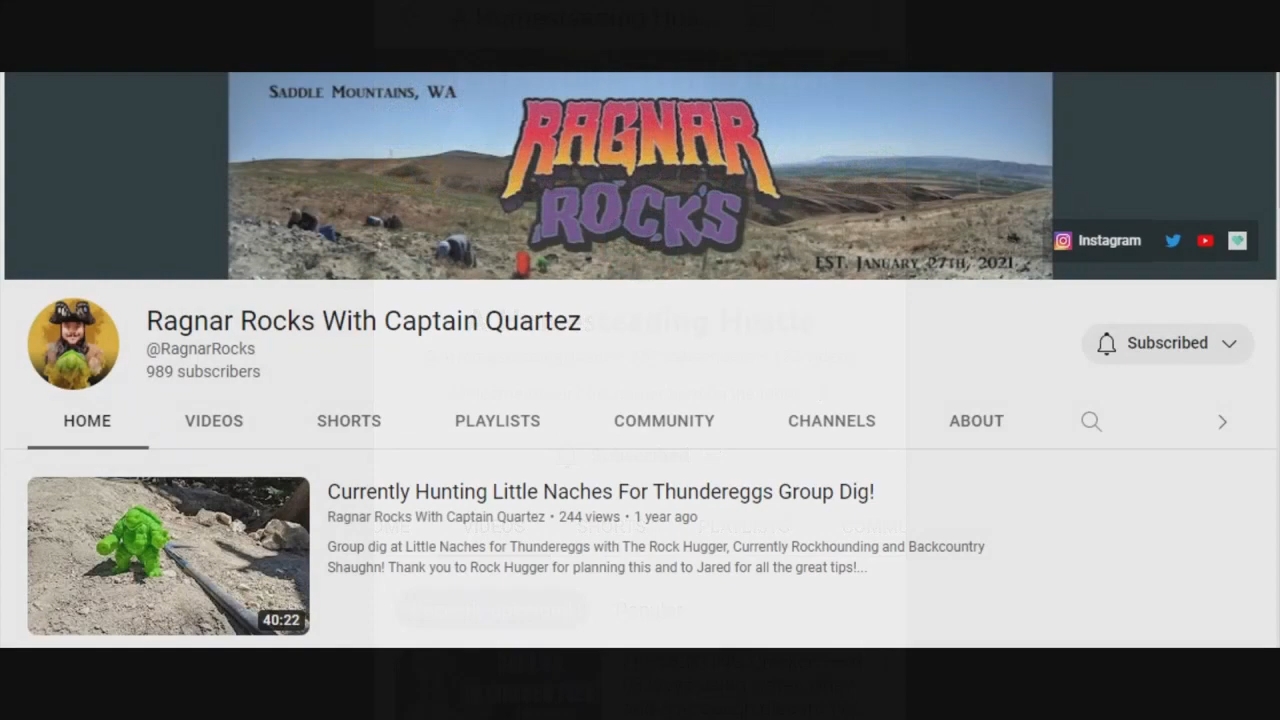 SADDLE MOUNTAINS, WA
RAGNAR
ROCKS
EST. JANUARY 27TH, 2021
Instagram
Ragnar Rocks With Captain Quartez
@RagnarRocks
989 subscribers
Subscribed
HOME VIDEOS SHORTS PLAYLISTS COMMUNITY CHANNELS ABOUT
Currently Hunting Little Naches For Thundereggs Group Dig!
Ragnar Rocks With Captain Quartez • 244 views • 1 year ago
Group dig at Little Naches for Thundereggs with The Rock Hugger, Currently Rockhounding and Backcountry
Shaughn! Thank you to Rock Hugger for planning this and to Jared for all the great tips!...
40:22